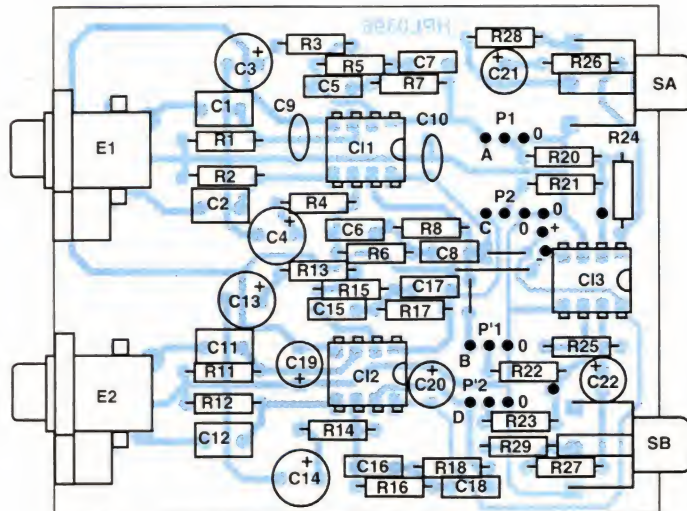 HPL0396
R28
R3
C3 +
R5
C7
+ C21
R26
C5
R7
SA
C1
C9
C10
P1
0
R24
E1
R1
CI1
A
R20
R2
R21
C2
R4
P2
0
C4 +
C6
R8
C 0 +
R6
C8
-
R13
CI3
C13 +
R15
C17
C15
R17
C11
P'1
R25
C19 +
B 0
R11
CI2
R22
E2
C20 +
P'2
+ C22
R12
D 0
C12
R14
R23
R29
SB
C14 +
C16
R18
R27
R16
C18